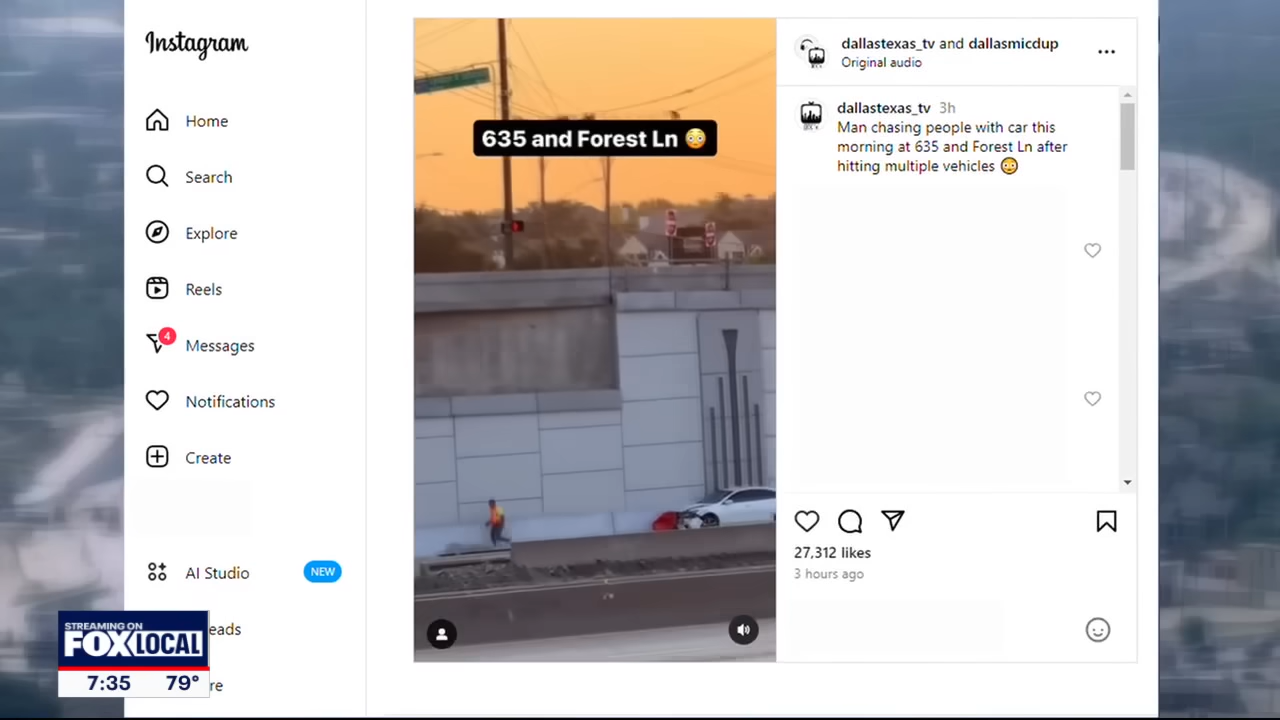 Instagram
Home
Search
Explore
Reels
4
Messages
Notifications
Create
AI Studio
NEW
eads
re
635 and Forest Ln 😳
dallastexas_tv and dallasmicdup
Original audio
dallastexas_tv 3h
Man chasing people with car this
morning at 635 and Forest Ln after
hitting multiple vehicles 😳
27,312 likes
3 hours ago
STREAMING ON
FOX LOCAL
7:35 79°